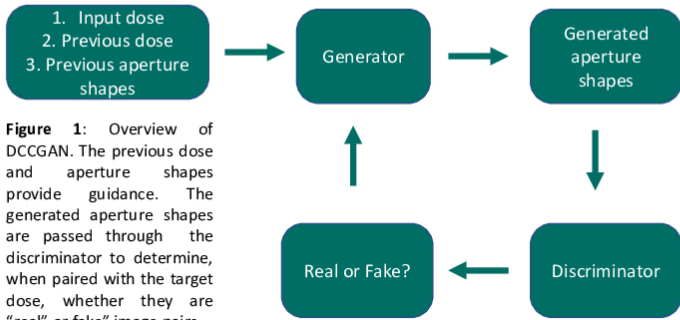 1. Input dose
2. Previous dose
3. Previous aperture
shapes
Generator
Generated
aperture
shapes
Figure 1: Overview of
DCCGAN. The previous dose
and aperture shapes
provide guidance. The
generated aperture shapes
are passed through the
discriminator to determine,
when paired with the target
dose, whether they are
Real or Fake?
Discriminator